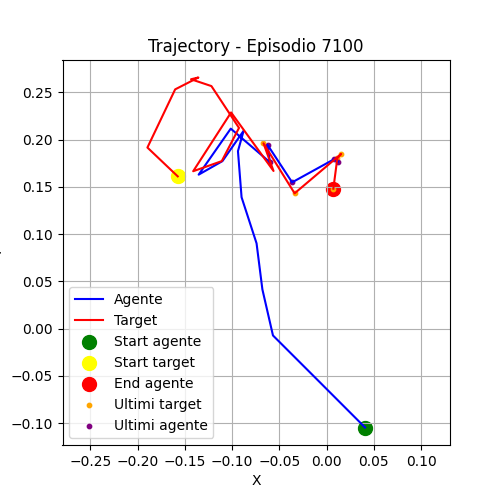 Trajectory - Episodio 7100
0.25
0.20
0.15
0.10
0.05
0.00
−0.05
−0.10
Agente
Target
Start agente
Start target
End agente
Ultimi target
Ultimi agente
−0.25 −0.20 −0.15 −0.10 −0.05 0.00 0.05 0.10
X